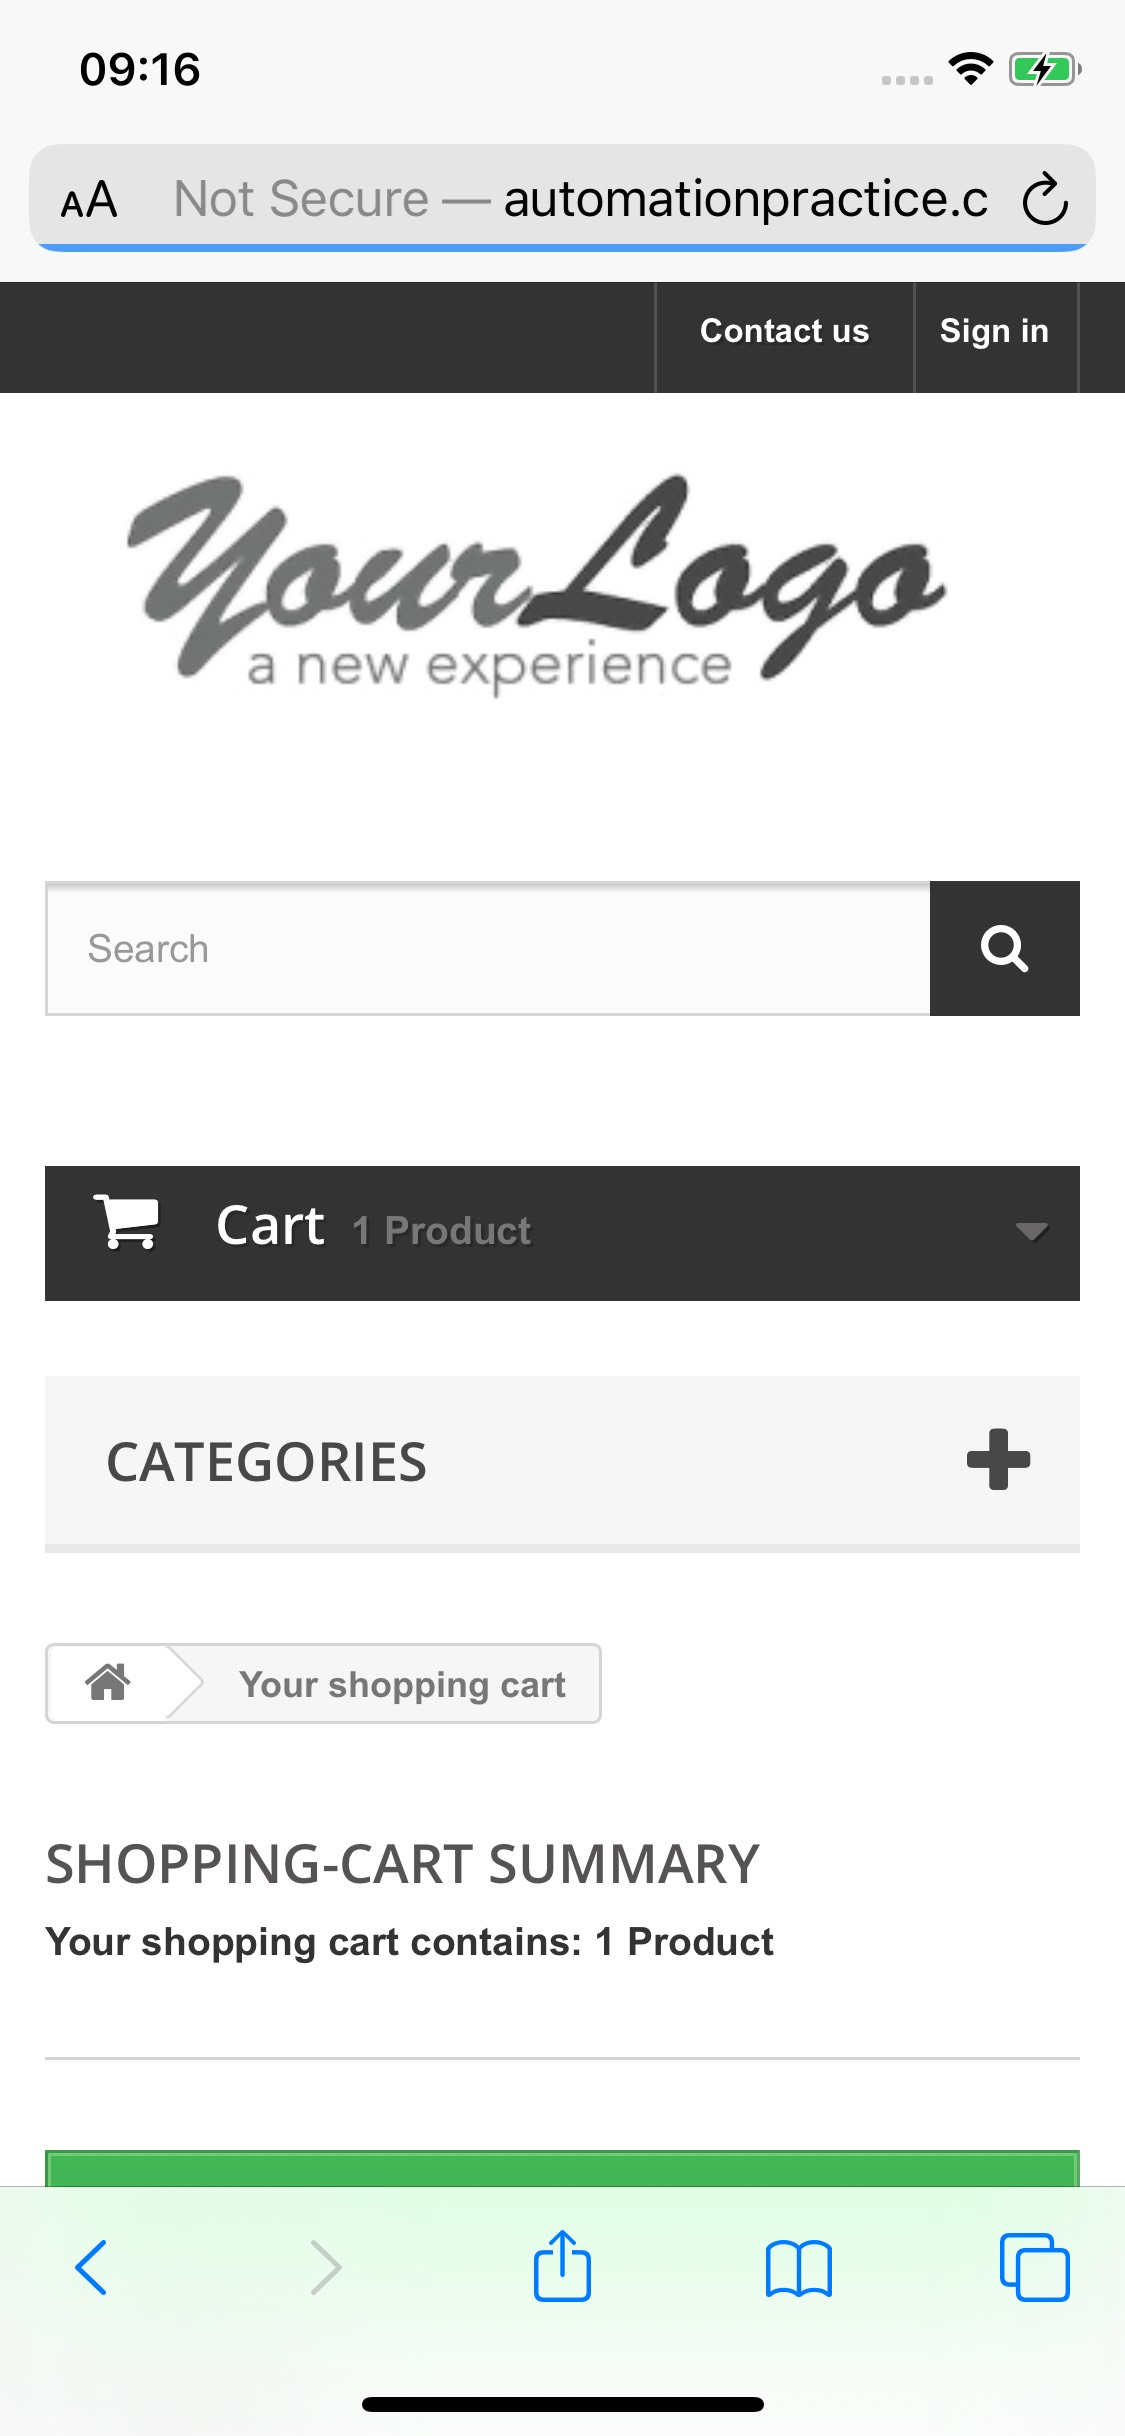 09:16
AA Not Secure — automationpractice.c
Contact us Sign in
YourLogo
a new experience
Search
Cart 1 Product
CATEGORIES
Your shopping cart
SHOPPING-CART SUMMARY
Your shopping cart contains: 1 Product